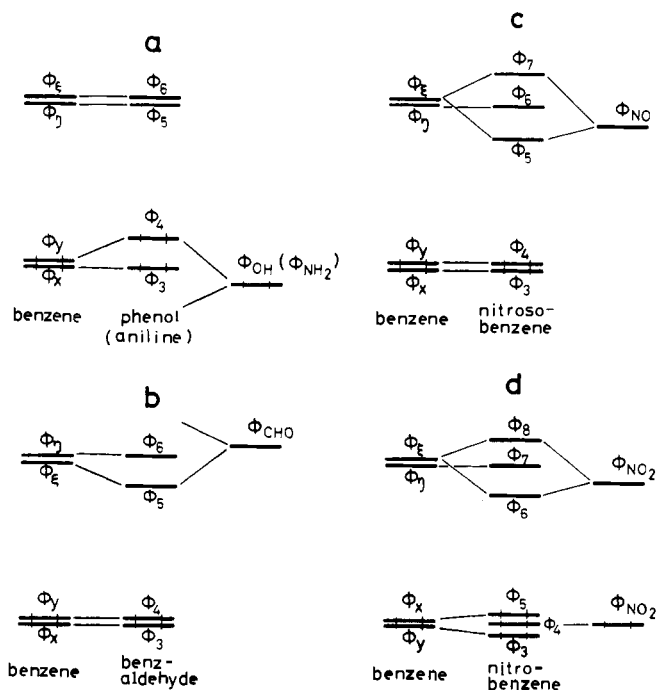 a
Φξ Φ6
Φη Φ5
Φy Φ4
Φx Φ3
ΦOH (ΦNH2)
benzene phenol
(aniline)
b
Φη Φ6
Φξ Φ5
ΦCHO
Φy Φ4
Φx Φ3
benzene benz-
aldehyde
c
Φ7
Φξ Φ6
Φη Φ5
ΦNO
Φy Φ4
Φx Φ3
benzene nitroso-
benzene
d
Φ8
Φξ Φ7
Φη Φ6
ΦNO2
Φx Φ5
Φ4 ΦNO2
Φy Φ3
benzene nitro-
benzene